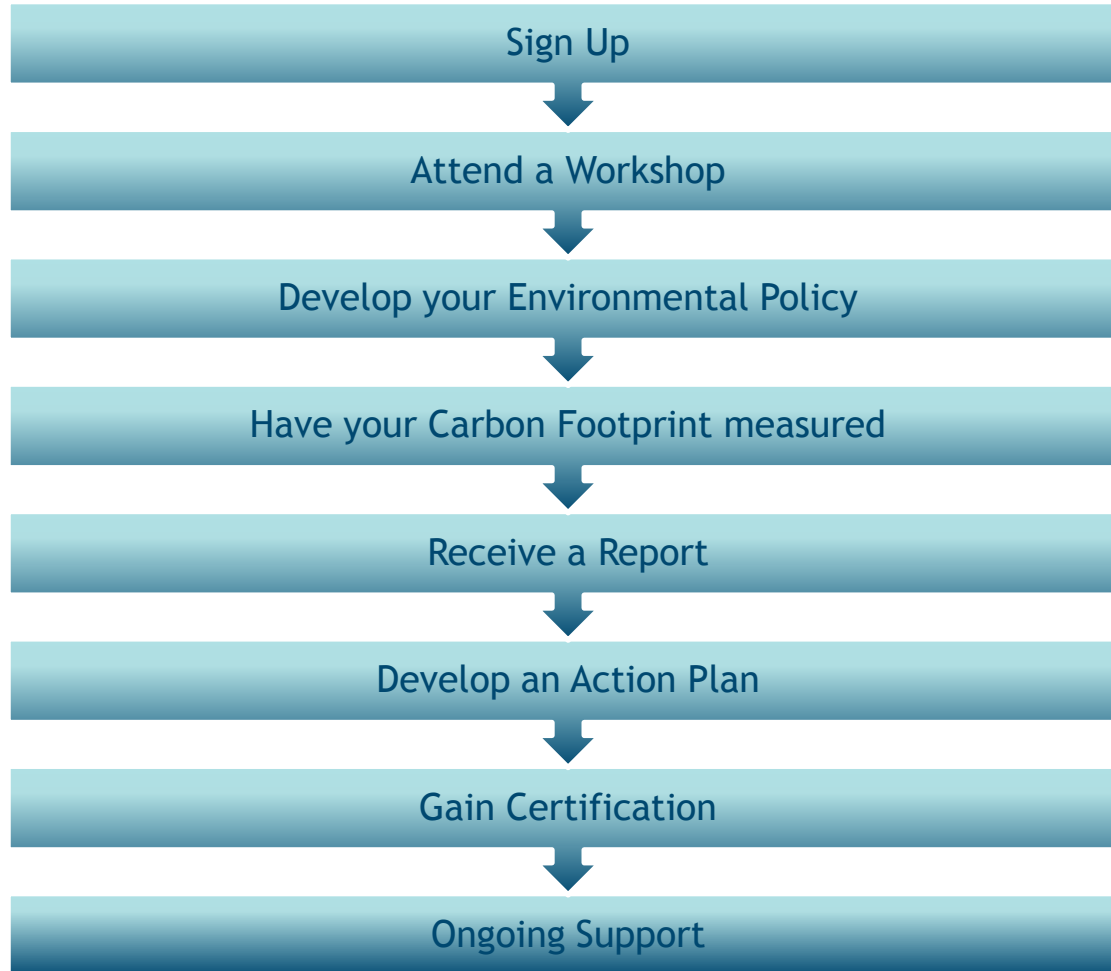 Sign Up
Attend a Workshop
Develop your Environmental Policy
Have your Carbon Footprint measured
Receive a Report
Develop an Action Plan
Gain Certification
Ongoing Support